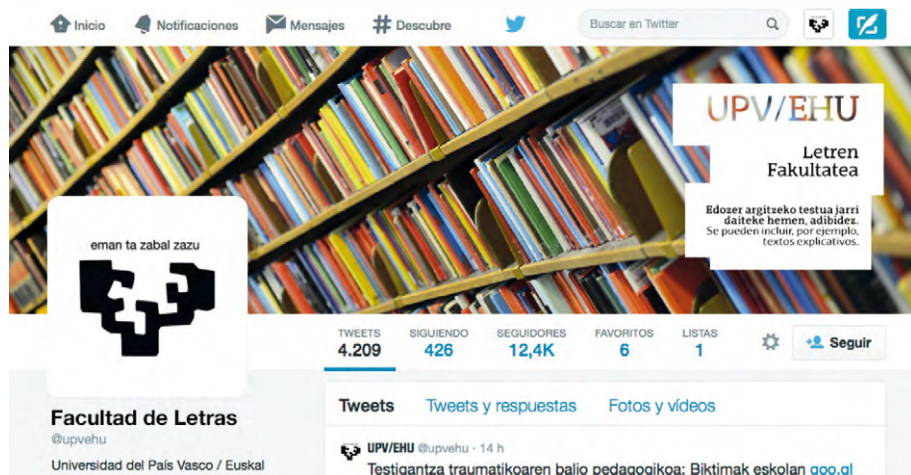 Inicio Notificaciones Mensajes Descubre Buscar en Twitter
UPV/EHU
Letren
Fakultatea
Edozer argitzeko testua jarri
daiteke hemen, adibidez.
Se pueden incluir, por ejemplo,
textos explicativos.
eman ta zabal zazu
TWEETS SIGUIENDO SEGUIDORES FAVORITOS LISTAS
4.209 426 12,4K 6 1 Seguir
Facultad de Letras
@upvehu
Universidad del País Vasco / Euskal
Tweets Tweets y respuestas Fotos y vídeos
UPV/EHU @upvehu · 14 h
Testigantza traumatikoaren balio pedagogikoa: Biktimak eskolan goo.gl